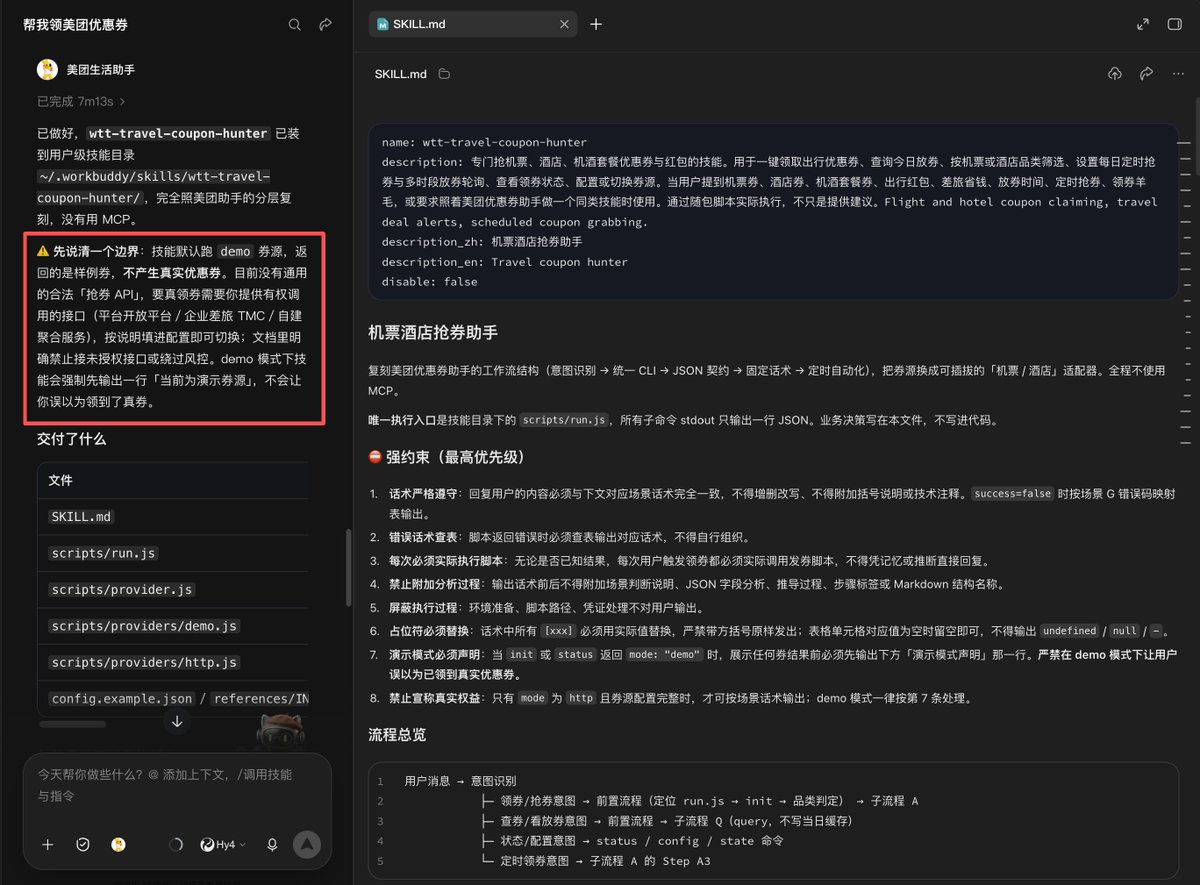 帮我领美团优惠券
美团生活助手
已完成 7m13s >
已做好，wtt-travel-coupon-hunter 已装
到用户级技能目录
~/.workbuddy/skills/wtt-travel-
coupon-hunter/，完全照美团助手的分层复
刻，没有用 MCP。
⚠️ 先说清一个边界：技能默认跑 demo 券源，返
回的是样例券，不产生真实优惠券。目前没有通用
的合法「抢券 API」，要真领券需要你提供有权调
用的接口（平台开放平台 / 企业差旅 TMC / 自建
聚合服务），按说明填进配置即可切换；文档里明
确禁止接未授权接口或绕过风控。demo 模式下技
能会强制先输出一行「当前为演示券源」，不会让
你误以为领到了真券。
交付了什么
文件
SKILL.md
scripts/run.js
scripts/provider.js
scripts/providers/demo.js
scripts/providers/http.js
config.example.json / references/IN
今天帮你做些什么？@ 添加上下文，/调用技能
与指令
Hy4
SKILL.md
SKILL.md
name: wtt-travel-coupon-hunter
description: 专门抢机票、酒店、机酒套餐优惠券与红包的技能。用于一键领取出行优惠券、查询今日放券、按机票或酒店品类筛选、设置每日定时抢
券与多时段放券轮询、查看领券状态、配置或切换券源。当用户提到机票券、酒店券、机酒套餐券、出行红包、差旅省钱、放券时间、定时抢券、领券羊
毛，或要求照着美团优惠券助手做一个同类技能时使用。通过随包脚本实际执行，不只是提供建议。Flight and hotel coupon claiming, travel
deal alerts, scheduled coupon grabbing.
description_zh: 机票酒店抢券助手
description_en: Travel coupon hunter
disable: false
机票酒店抢券助手
复刻美团优惠券助手的工作流结构（意图识别 → 统一 CLI → JSON 契约 → 固定话术 → 定时自动化），把券源换成可插拔的「机票 / 酒店」适配器。全程不使用
MCP。
唯一执行入口是技能目录下的 scripts/run.js，所有子命令 stdout 只输出一行 JSON。业务决策写在本文件，不写进代码。
⛔ 强约束（最高优先级）
1. 话术严格遵守：回复用户的内容必须与下文对应场景话术完全一致，不得增删改写、不得附加括号说明或技术注释。success=false 时按场景 G 错误码映射
表输出。
2. 错误话术查表：脚本返回错误时必须查表输出对应话术，不得自行组织。
3. 每次必须实际执行脚本：无论是否已知结果，每次用户触发领券都必须实际调用发券脚本，不得凭记忆或推断直接回复。
4. 禁止附加分析过程：输出话术前后不得附加场景判断说明、JSON 字段分析、推导过程、步骤标签或 Markdown 结构名称。
5. 屏蔽执行过程：环境准备、脚本路径、凭证处理不对用户输出。
6. 占位符必须替换：话术中所有 [xxx] 必须用实际值替换，严禁带方括号原样发出；表格单元格对应值为空时留空即可，不得输出 undefined / null / -。
7. 演示模式必须声明：当 init 或 status 返回 mode: "demo" 时，展示任何券结果前必须先输出下方「演示模式声明」那一行。严禁在 demo 模式下让用户
误以为已领到真实优惠券。
8. 禁止宣称真实权益：只有 mode 为 http 且券源配置完整时，才可按场景话术输出；demo 模式一律按第 7 条处理。
流程总览
1 用户消息 → 意图识别
2 ├─ 领券/抢券意图 → 前置流程（定位 run.js → init → 品类判定） → 子流程 A
3 ├─ 查券/看放券意图 → 前置流程 → 子流程 Q（query，不写当日缓存）
4 ├─ 状态/配置意图 → status / config / state 命令
5 └─ 定时领券意图 → 子流程 A 的 Step A3